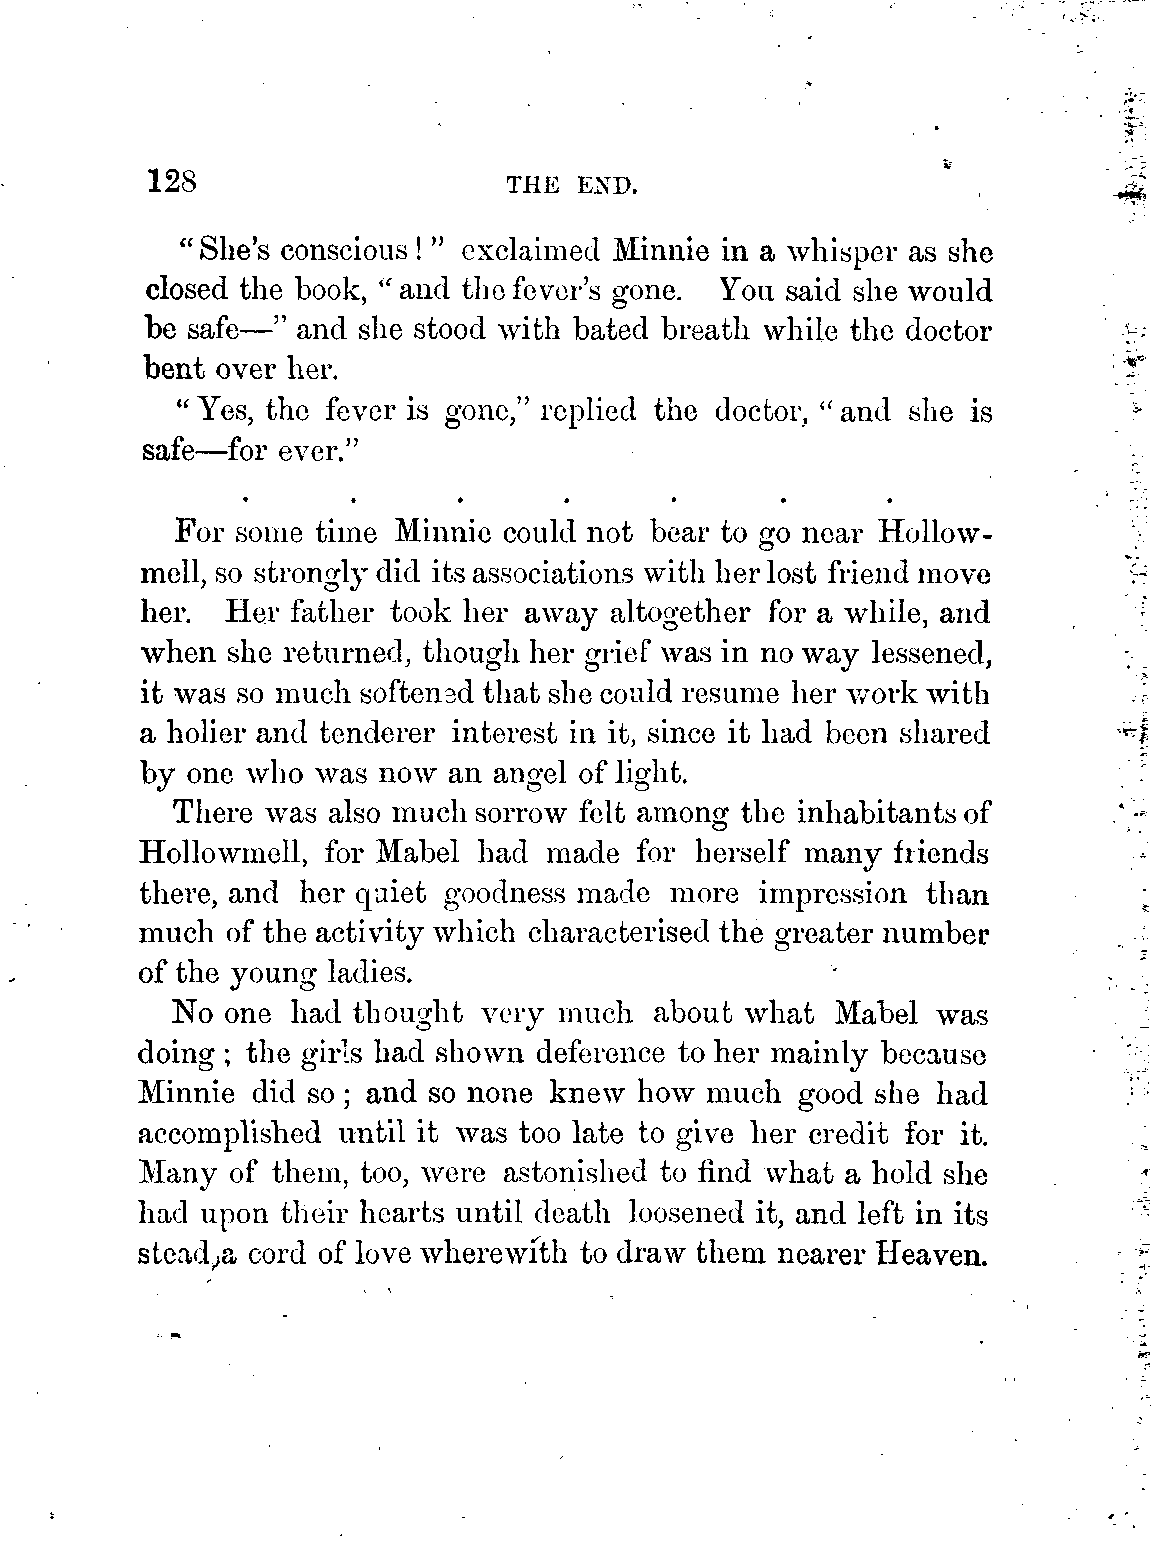 128 THE END.
"She's conscious!" exclaimed Minnie in a whisper as she
closed the book, "and the fever's gone. You said she would
be safe—" and she stood with bated breath while the doctor
bent over her.
"Yes, the fever is gone," replied the doctor, "and she is
safe—for ever."
. . . . . . .
For some time Minnie could not bear to go near Hollow-
mell, so strongly did its associations with her lost friend move
her. Her father took her away altogether for a while, and
when she returned, though her grief was in no way lessened,
it was so much softened that she could resume her work with
a holier and tenderer interest in it, since it had been shared
by one who was now an angel of light.
There was also much sorrow felt among the inhabitants of
Hollowmell, for Mabel had made for herself many friends
there, and her quiet goodness made more impression than
much of the activity which characterised the greater number
of the young ladies.
No one had thought very much about what Mabel was
doing; the girls had shown deference to her mainly because
Minnie did so; and so none knew how much good she had
accomplished until it was too late to give her credit for it.
Many of them, too, were astonished to find what a hold she
had upon their hearts until death loosened it, and left in its
stead, a cord of love wherewith to draw them nearer Heaven.